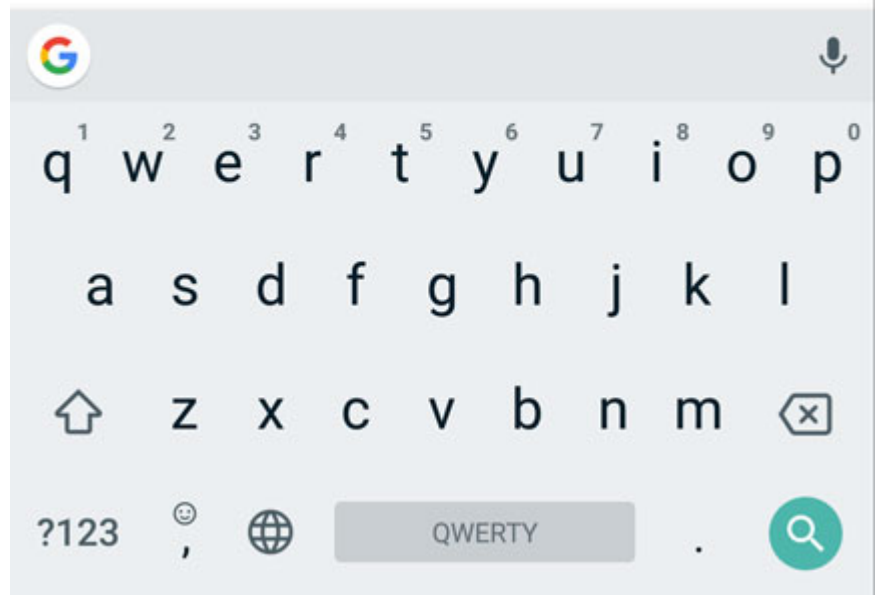 G
q 1 w 2 e 3 r 4 t 5 y 6 u 7 i 8 o 9 p 0
a s d f g h j k l
z x c v b n m
?123 , QWERTY .